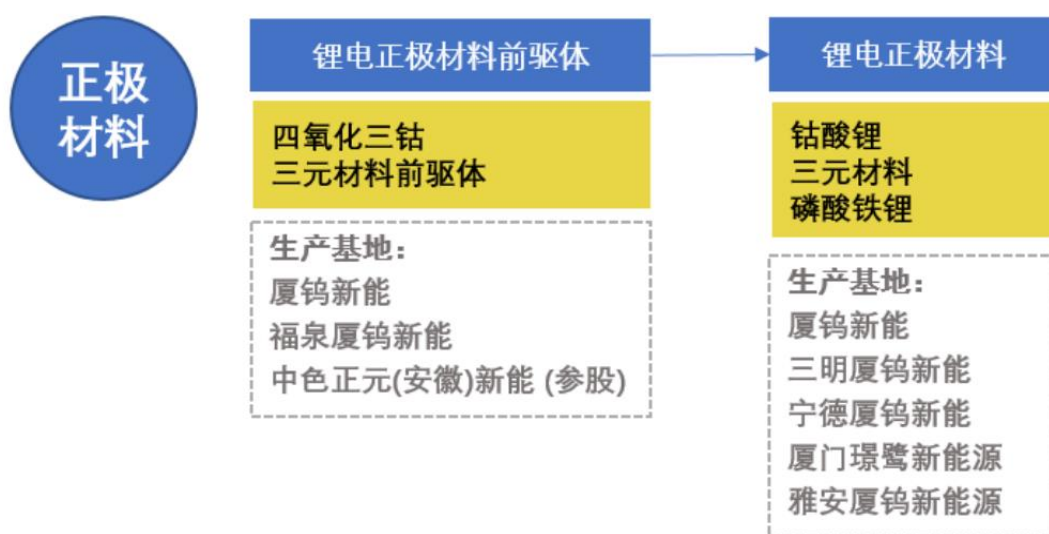 正极
材料
锂电正极材料前驱体
四氧化三钴
三元材料前驱体
生产基地：
厦钨新能
福泉厦钨新能
中色正元(安徽)新能 (参股)
锂电正极材料
钴酸锂
三元材料
磷酸铁锂
生产基地：
厦钨新能
三明厦钨新能
宁德厦钨新能
厦门璟鹭新能源
雅安厦钨新能源